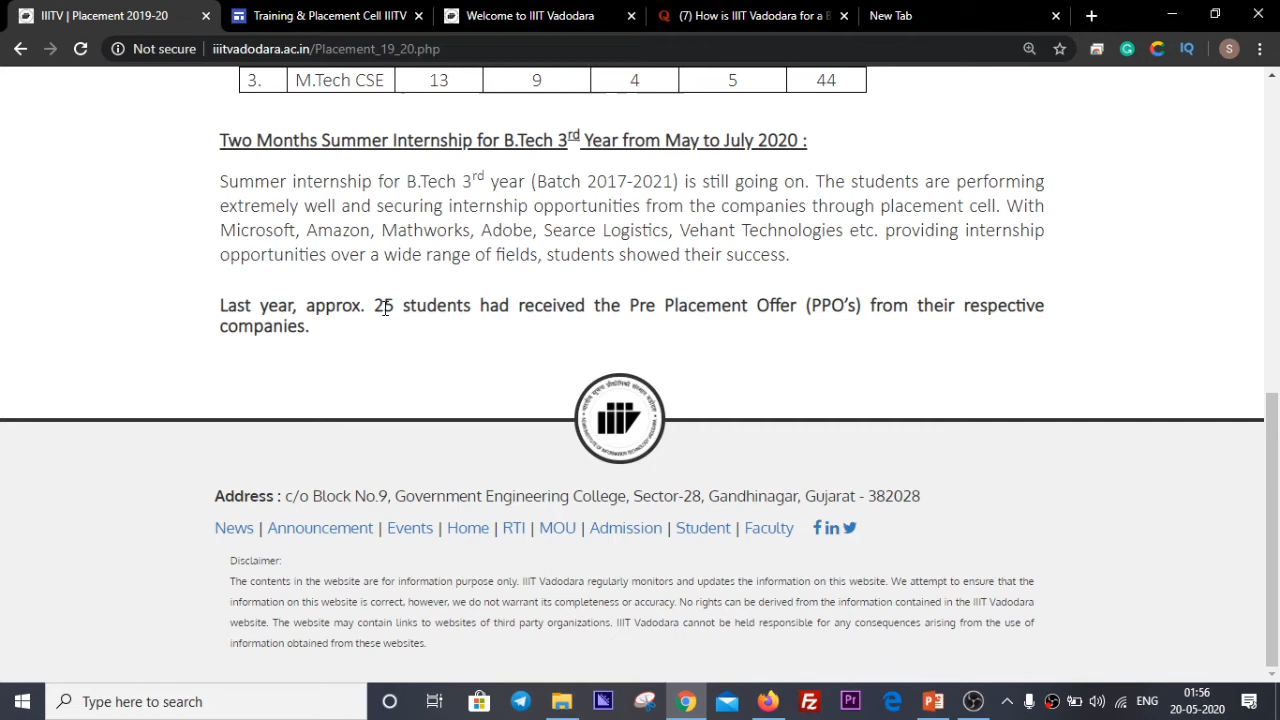 IIITV | Placement 2019-20
Training & Placement Cell IIITV
Welcome to IIIT Vadodara
(7) How is IIIT Vadodara for a B
New Tab
Not secure | iiitvadodara.ac.in/Placement_19_20.php
S
3. M.Tech CSE 13 9 4 5 44
Two Months Summer Internship for B.Tech 3rd Year from May to July 2020 :
Summer internship for B.Tech 3rd year (Batch 2017-2021) is still going on. The students are performing
extremely well and securing internship opportunities from the companies through placement cell. With
Microsoft, Amazon, Mathworks, Adobe, Searce Logistics, Vehant Technologies etc. providing internship
opportunities over a wide range of fields, students showed their success.
Last year, approx. 25 students had received the Pre Placement Offer (PPO's) from their respective
companies.
Address : c/o Block No.9, Government Engineering College, Sector-28, Gandhinagar, Gujarat - 382028
News | Announcement | Events | Home | RTI | MOU | Admission | Student | Faculty
Disclaimer:
The contents in the website are for information purpose only. IIIT Vadodara regularly monitors and updates the information on this website. We attempt to ensure that the
information on this website is correct, however, we do not warrant its completeness or accuracy. No rights can be derived from the information contained in the IIIT Vadodara
website. The website may contain links to websites of third party organizations. IIIT Vadodara cannot be held responsible for any consequences arising from the use of
information obtained from these websites.
Type here to search
ENG
01:56
20-05-2020